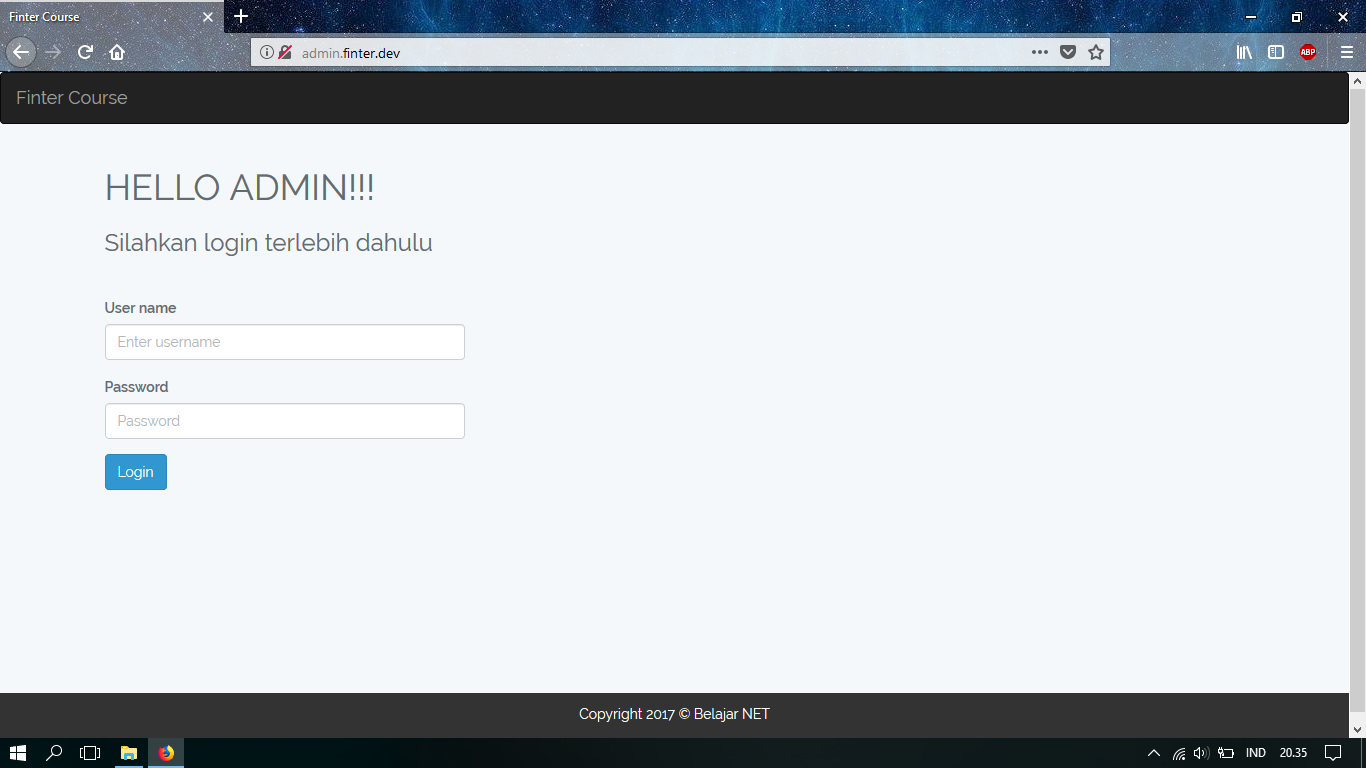 Finter Course
admin.finter.dev
ABP
Finter Course
HELLO ADMIN!!!
Silahkan login terlebih dahulu
User name
Enter username
Password
Password
Login
Copyright 2017 © Belajar NET
IND 20.35